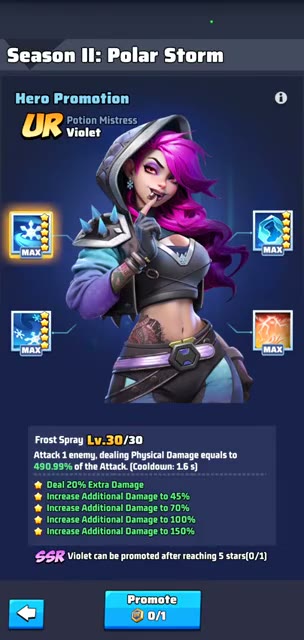 Season II: Polar Storm
Hero Promotion
UR
Potion Mistress
Violet
MAX
MAX
MAX
MAX
Frost Spray Lv.30/30
Attack 1 enemy, dealing Physical Damage equals to
490.99% of the Attack. (Cooldown: 1.6 s)
Deal 20% Extra Damage
Increase Additional Damage to 45%
Increase Additional Damage to 70%
Increase Additional Damage to 100%
Increase Additional Damage to 150%
SSR Violet can be promoted after reaching 5 stars(0/1)
Promote
0/1